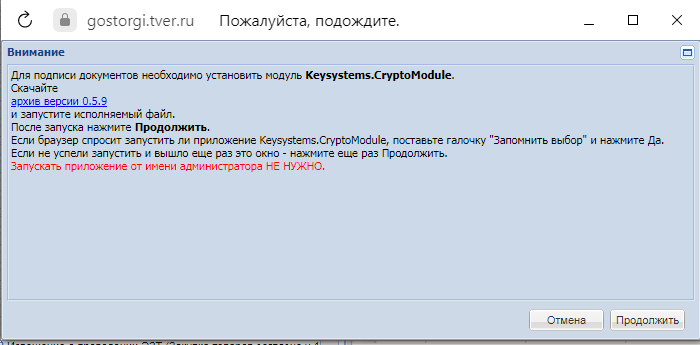 gostorgi.tver.ru Пожалуйста, подождите.
Внимание
Для подписи документов необходимо установить модуль Keysystems.CryptoModule.
Скачайте
архив версии 0.5.9
и запустите исполняемый файл.
После запуска нажмите Продолжить.
Если браузер спросит запустить ли приложение Keysystems.CryptoModule, поставьте галочку "Запомнить выбор" и нажмите Да.
Если не успели запустить и вышло еще раз это окно - нажмите еще раз Продолжить.
Запускать приложение от имени администратора НЕ НУЖНО.
Отмена Продолжить